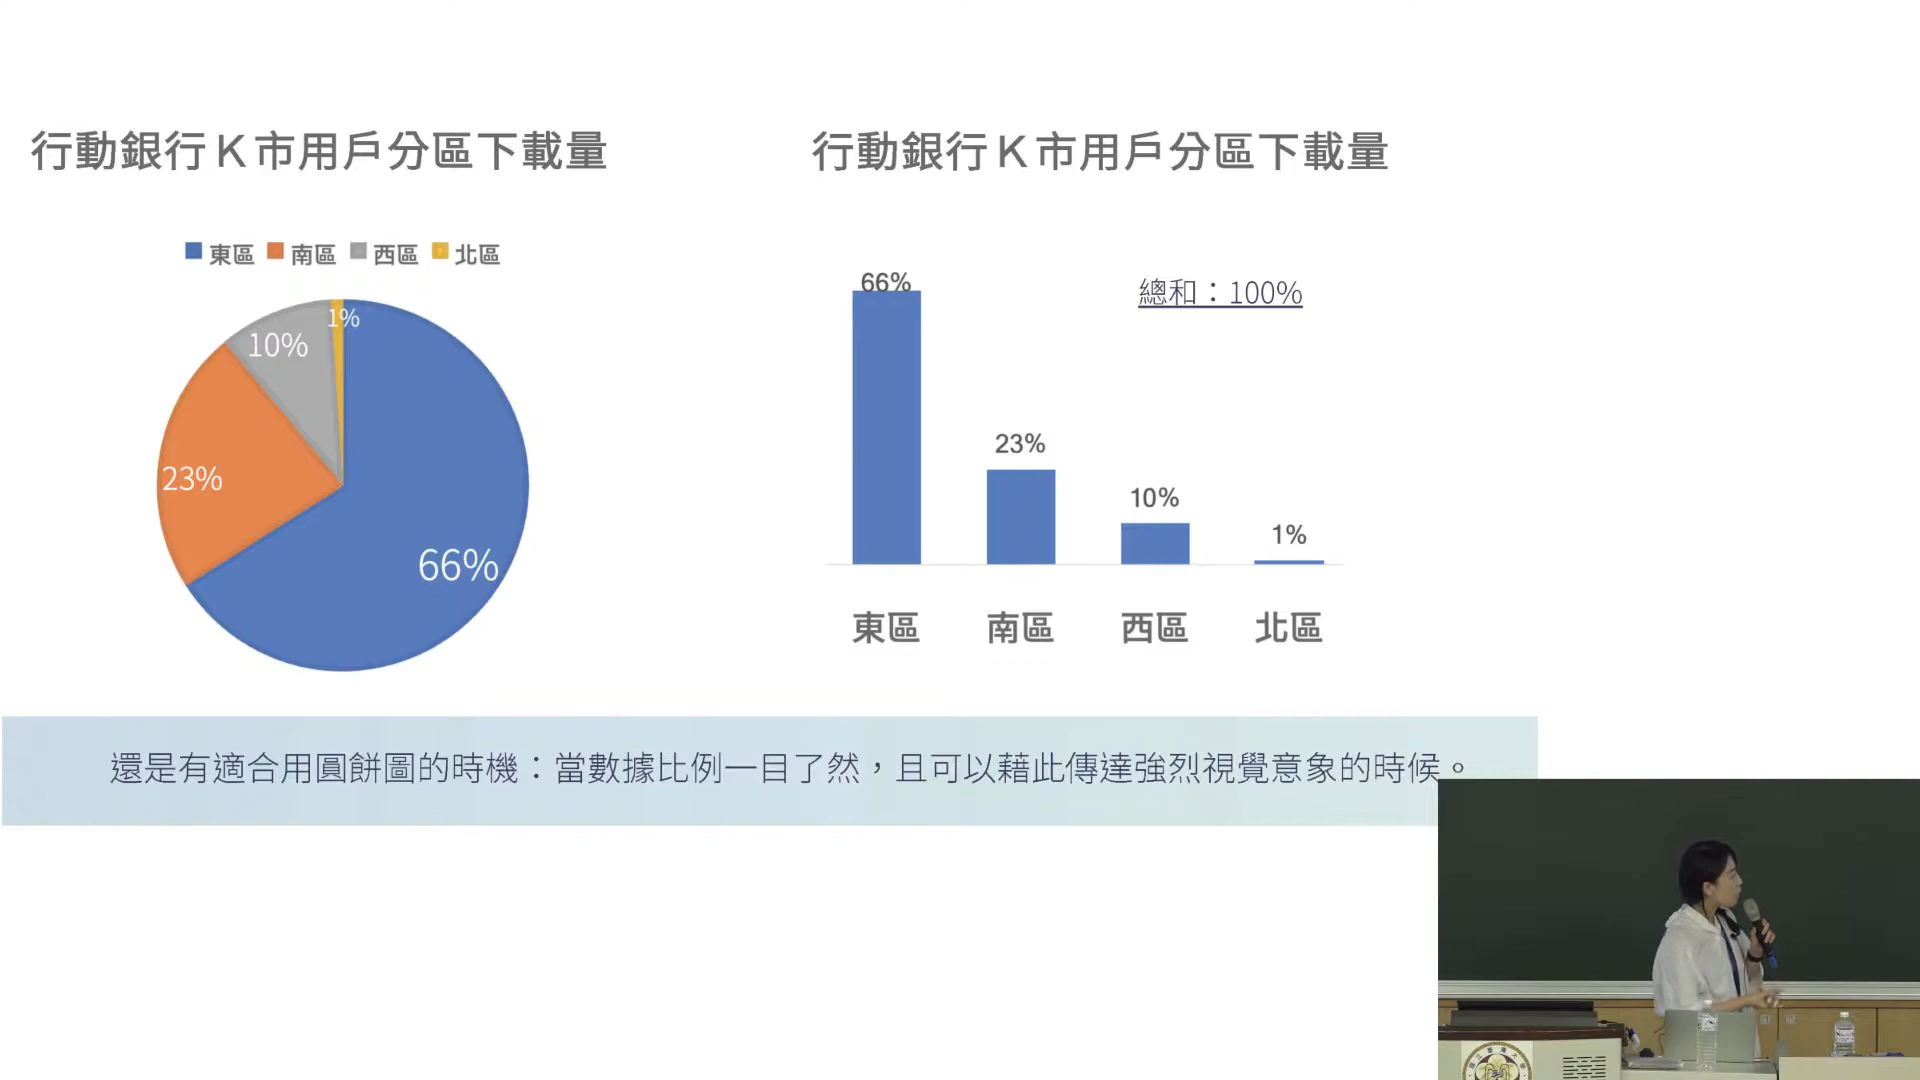 行動銀行K市用戶分區下載量
東區 南區 西區 北區
1%
10%
23%
66%
行動銀行K市用戶分區下載量
總和：100%
66%
23%
10%
1%
東區 南區 西區 北區
還是有適合用圓餅圖的時機：當數據比例一目了然，且可以藉此傳達強烈視覺意象的時候。